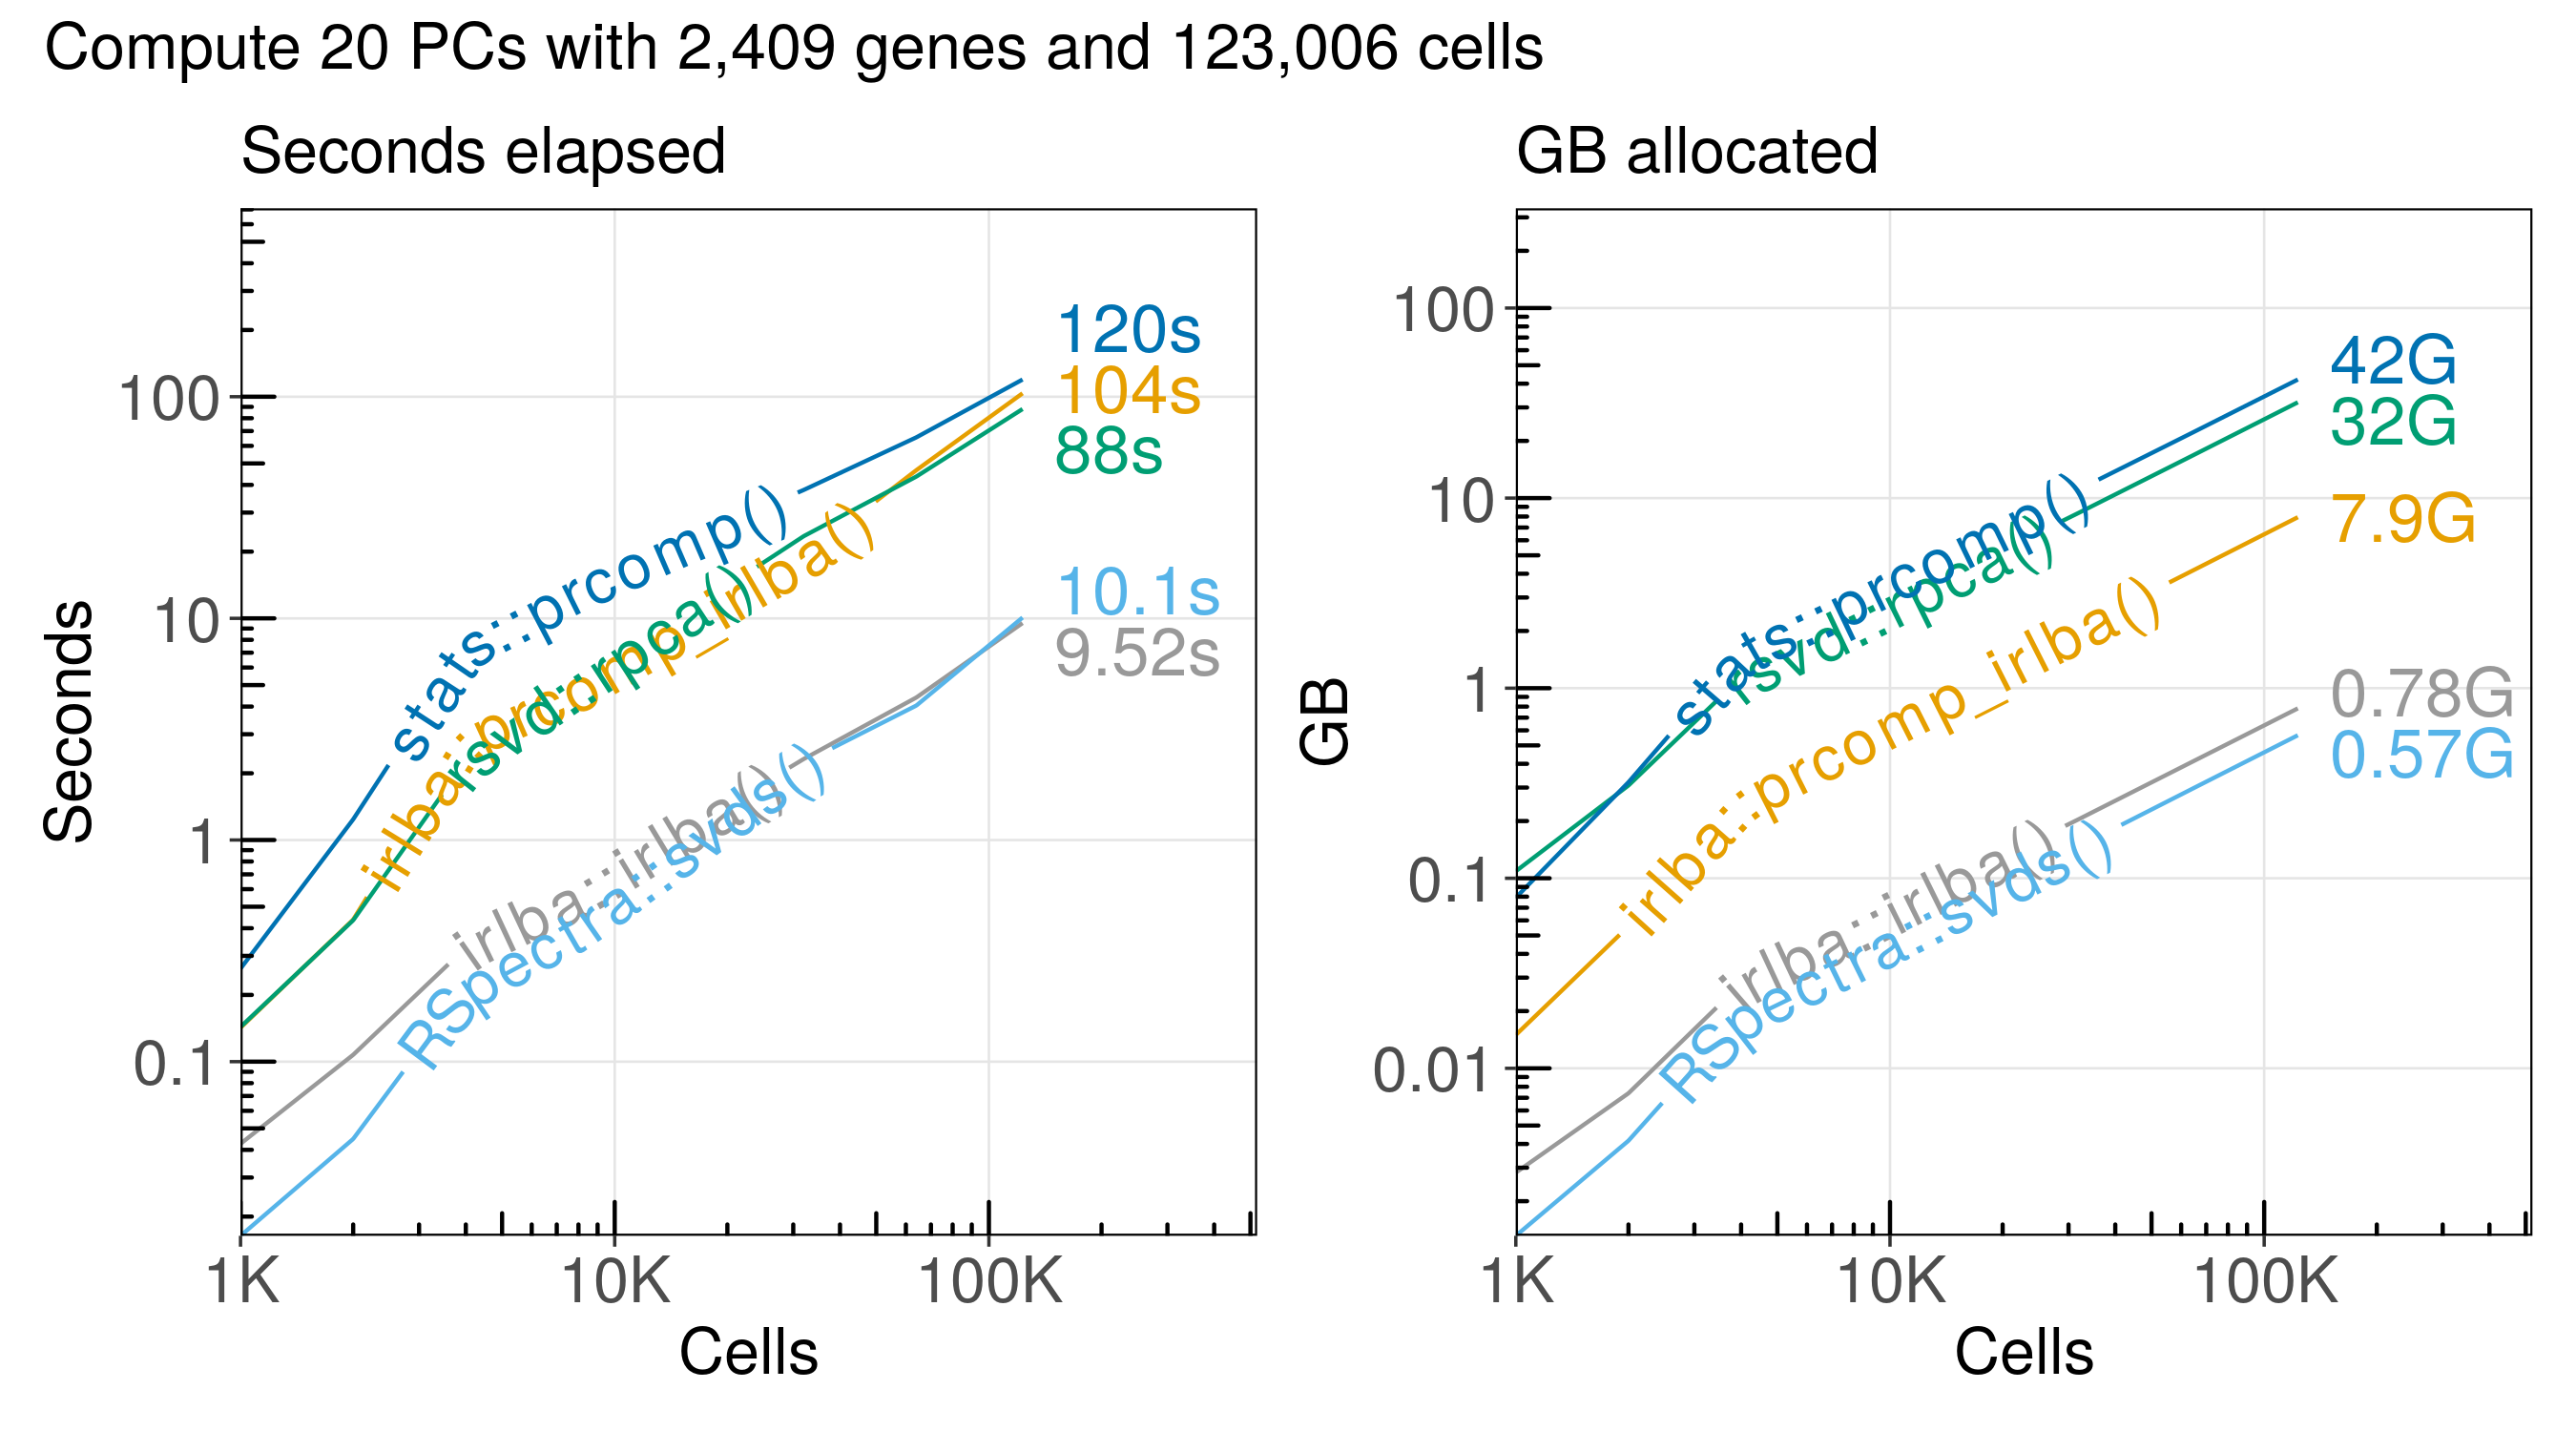 Compute 20 PCs with 2,409 genes and 123,006 cells
Seconds elapsed
Seconds
100
10
1
0.1
stats::prcomp()
irlba::prcomp_irlba()
rsvd::rpca()
irlba::irlba()
RSpectra::svds()
120s
104s
88s
10.1s
9.52s
1K 10K 100K
Cells
GB allocated
GB
100
10
1
0.1
0.01
stats::prcomp()
rsvd::rpca()
irlba::prcomp_irlba()
irlba::irlba()
RSpectra::svds()
42G
32G
7.9G
0.78G
0.57G
1K 10K 100K
Cells